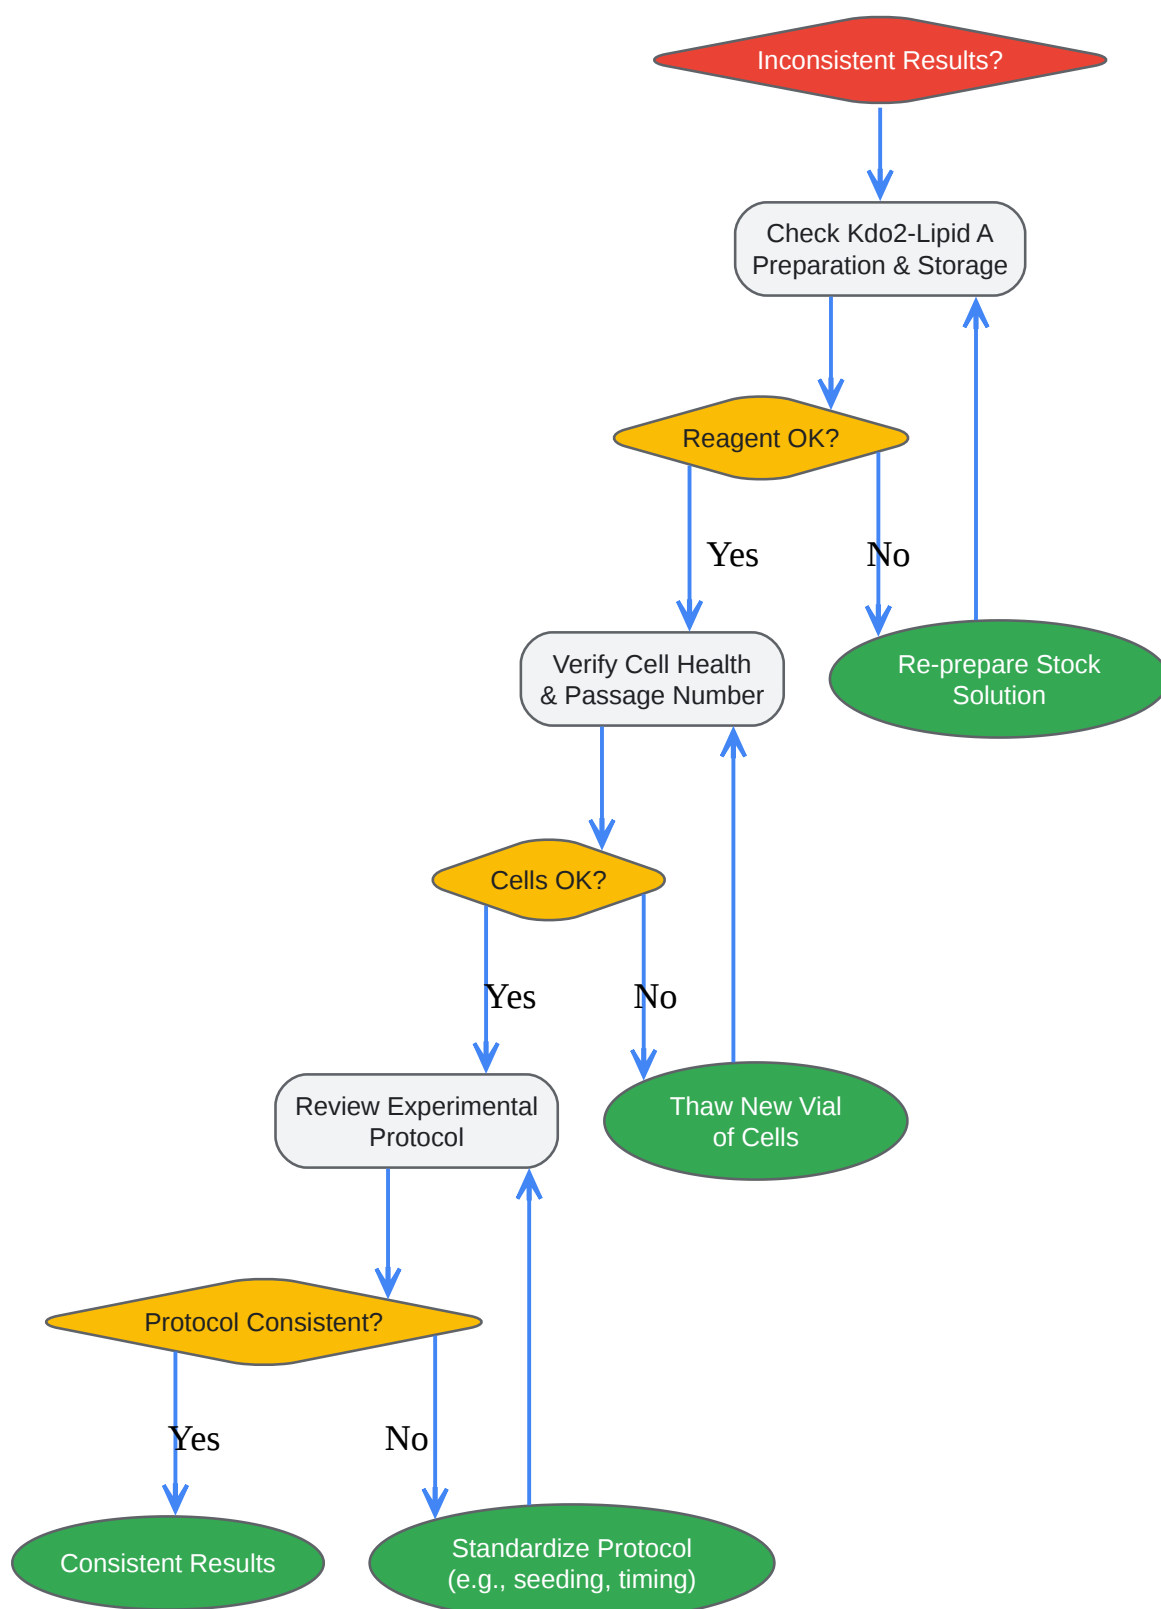 Inconsistent Results?
Check Kdo2-Lipid A
Preparation & Storage
Reagent OK?
Yes
No
Verify Cell Health
& Passage Number
Re-prepare Stock
Solution
Cells OK?
Yes
No
Review Experimental
Protocol
Thaw New Vial
of Cells
Protocol Consistent?
Yes
No
Consistent Results
Standardize Protocol
(e.g., seeding, timing)